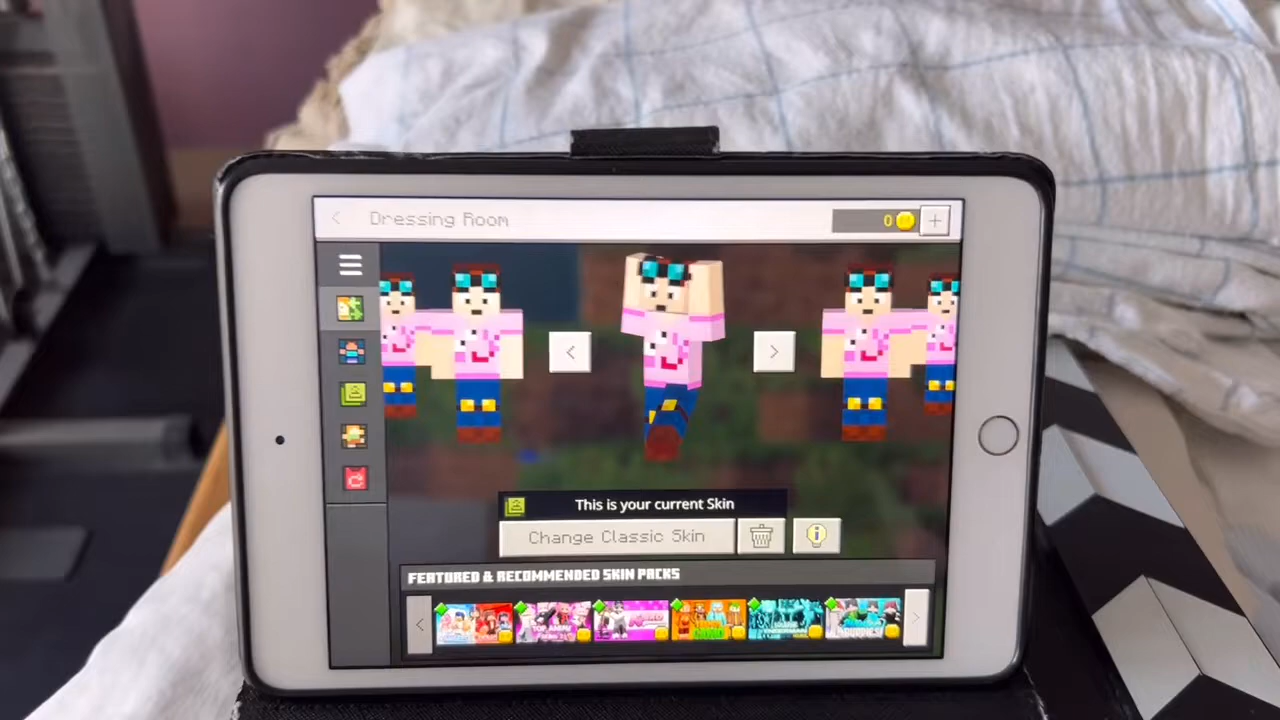 Dressing Room
0
This is your current Skin
Change Classic Skin
FEATURED & RECOMMENDED SKIN PACKS